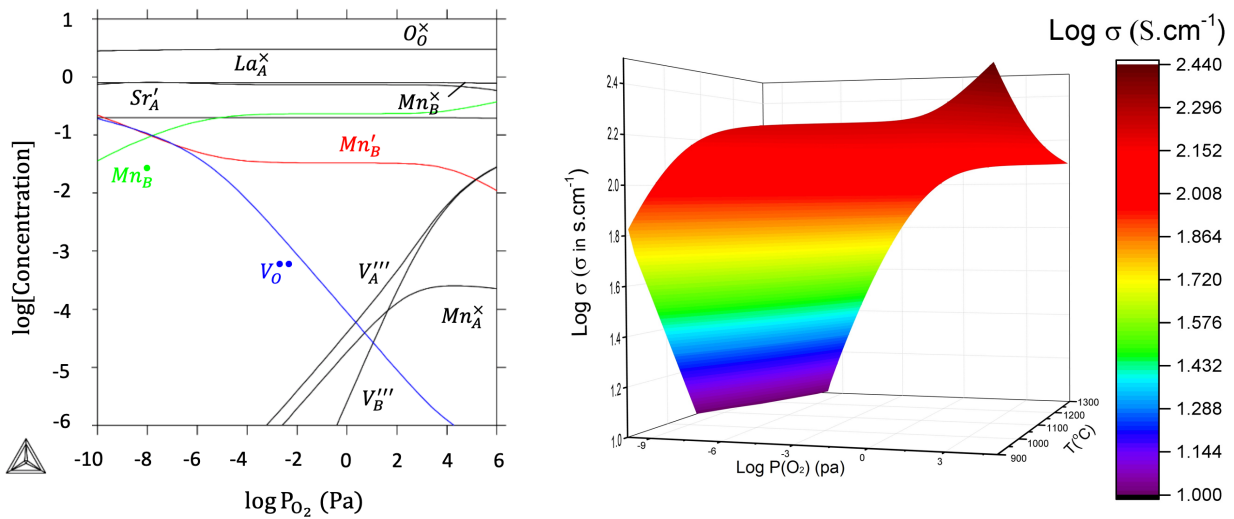 1
0
-1
-2
-3
-4
-5
-6
log[Concentration]
O_O^×
La_A^×
Sr_A′
Mn_B^×
Mn_B′
Mn_B^•
V_O^••
V_A′′′
Mn_A^×
V_B′′′
-10 -8 -6 -4 -2 0 2 4 6
log P_O₂ (Pa)
2.4
2.2
2.0
1.8
1.6
1.4
1.2
1.0
Log σ (σ in s.cm⁻¹)
-9 -6 -3 0 3
Log P(O₂) (pa)
900
1000
1100
1200
1300
T(°C)
Log σ (S.cm⁻¹)
2.440
2.296
2.152
2.008
1.864
1.720
1.576
1.432
1.288
1.144
1.000